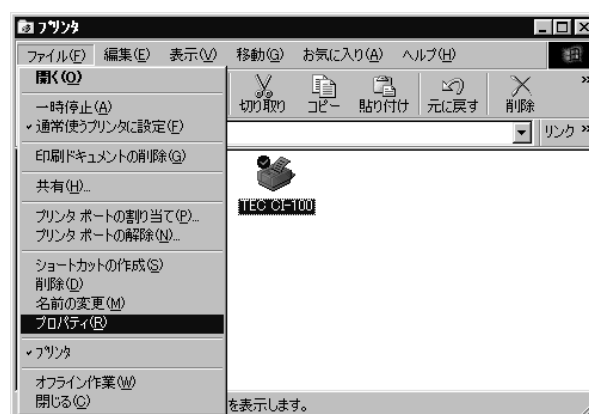 プリンタ
ファイル(F) 編集(E) 表示(V) 移動(G) お気に入り(A) ヘルプ(H)
開く(O)
一時停止(A)
通常使うプリンタに設定(F)
印刷ドキュメントの削除(G)
共有(H)...
プリンタ ポートの割り当て(P)...
プリンタ ポートの解除(N)...
ショートカットの作成(S)
削除(D)
名前の変更(M)
プロパティ(R)
プリンタ
オフライン作業(W)
閉じる(C)
切り取り コピー 貼り付け 元に戻す 削除 »
リンク »
TEC CI-100
を表示します。